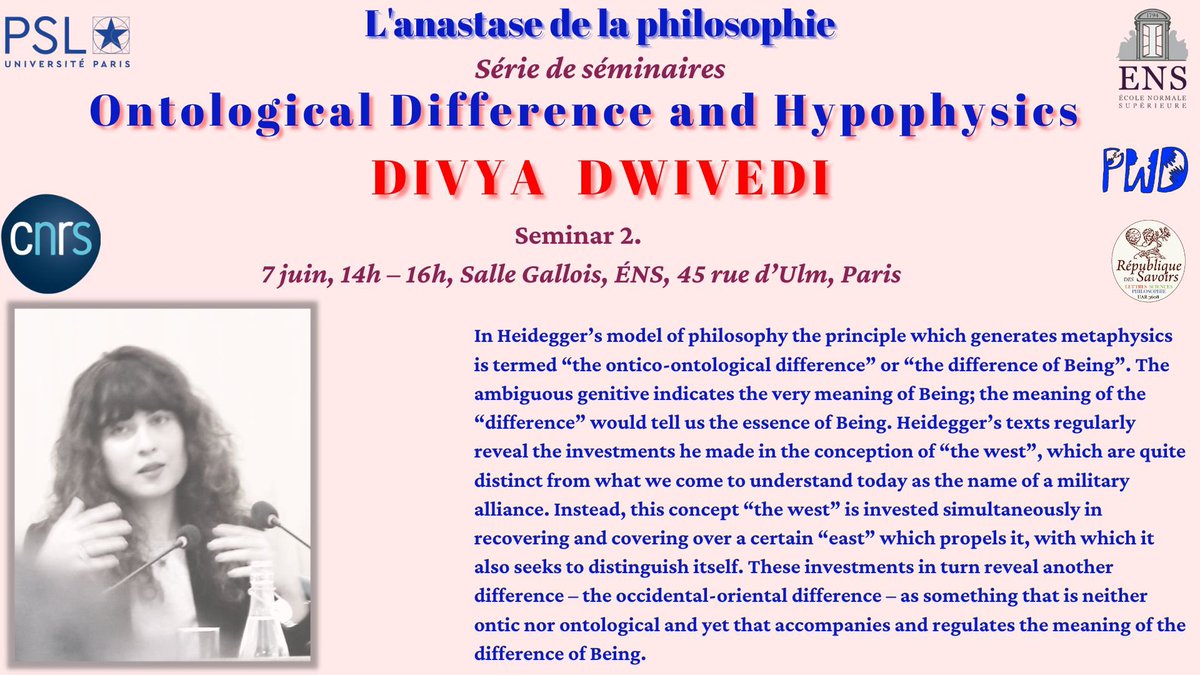 PSL
UNIVERSITÉ PARIS
L'anastase de la philosophie
Série de séminaires
Ontological Difference and Hypophysics
DIVYA DWIVEDI
ENS
ÉCOLE NORMALE
SUPÉRIEURE
PWD
cnrs
Seminar 2.
7 juin, 14h – 16h, Salle Gallois, ÉNS, 45 rue d’Ulm, Paris
République
DES Savoirs
LETTRES SCIENCES
PHILOSOPHIE
UAR 3608
In Heidegger’s model of philosophy the principle which generates metaphysics
is termed “the ontico-ontological difference” or “the difference of Being”. The
ambiguous genitive indicates the very meaning of Being; the meaning of the
“difference” would tell us the essence of Being. Heidegger’s texts regularly
reveal the investments he made in the conception of “the west”, which are quite
distinct from what we come to understand today as the name of a military
alliance. Instead, this concept “the west” is invested simultaneously in
recovering and covering over a certain “east” which propels it, with which it
also seeks to distinguish itself. These investments in turn reveal another
difference – the occidental-oriental difference – as something that is neither
ontic nor ontological and yet that accompanies and regulates the meaning of the
difference of Being.